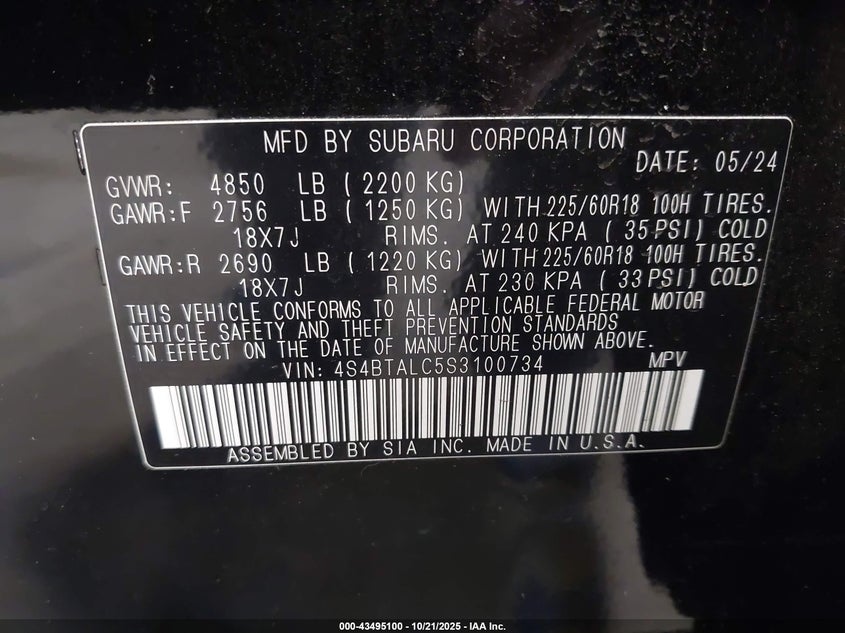 MFD BY SUBARU CORPORATION
DATE: 05/24
GVWR: 4850 LB ( 2200 KG)
GAWR:F 2756 LB ( 1250 KG) WITH 225/60R18 100H TIRES.
18X7J RIMS. AT 240 KPA ( 35 PSI) COLD
GAWR:R 2690 LB ( 1220 KG) WITH 225/60R18 100H TIRES.
18X7J RIMS. AT 230 KPA ( 33 PSI) COLD
THIS VEHICLE CONFORMS TO ALL APPLICABLE FEDERAL MOTOR
VEHICLE SAFETY AND THEFT PREVENTION STANDARDS
IN EFFECT ON THE DATE OF MANUFACTURE SHOWN ABOVE.
VIN: 4S4BTALC5S3100734 MPV
ASSEMBLED BY SIA INC. MADE IN U.S.A.
000-43495100 - 10/21/2025 - IAA Inc.